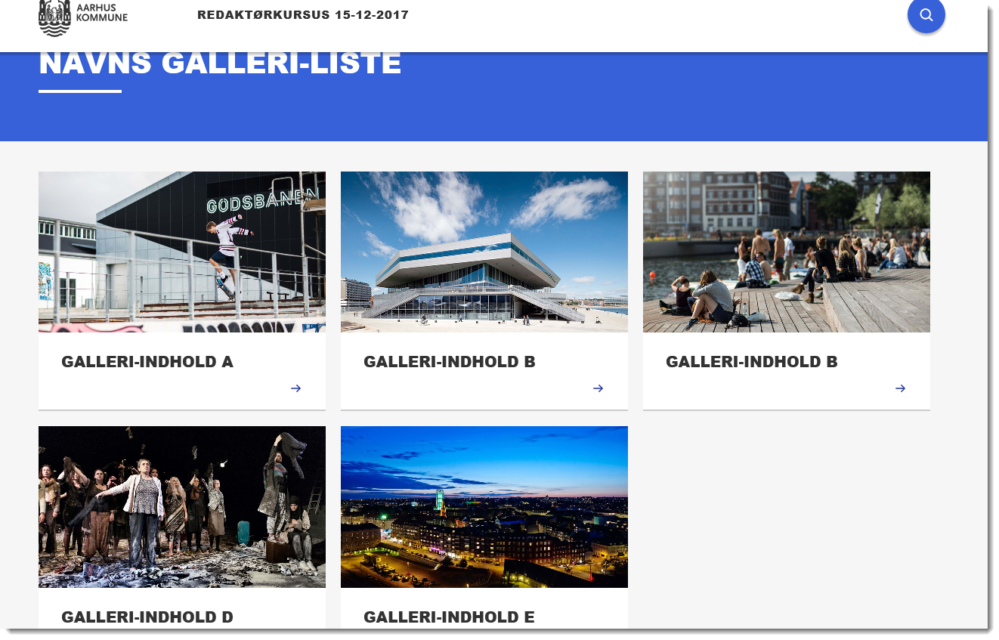 AARHUS
KOMMUNE
REDAKTØRKURSUS 15-12-2017
NAVNS GALLERI-LISTE
GODSBANEN
GALLERI-INDHOLD A
GALLERI-INDHOLD B
GALLERI-INDHOLD B
GALLERI-INDHOLD D
GALLERI-INDHOLD E